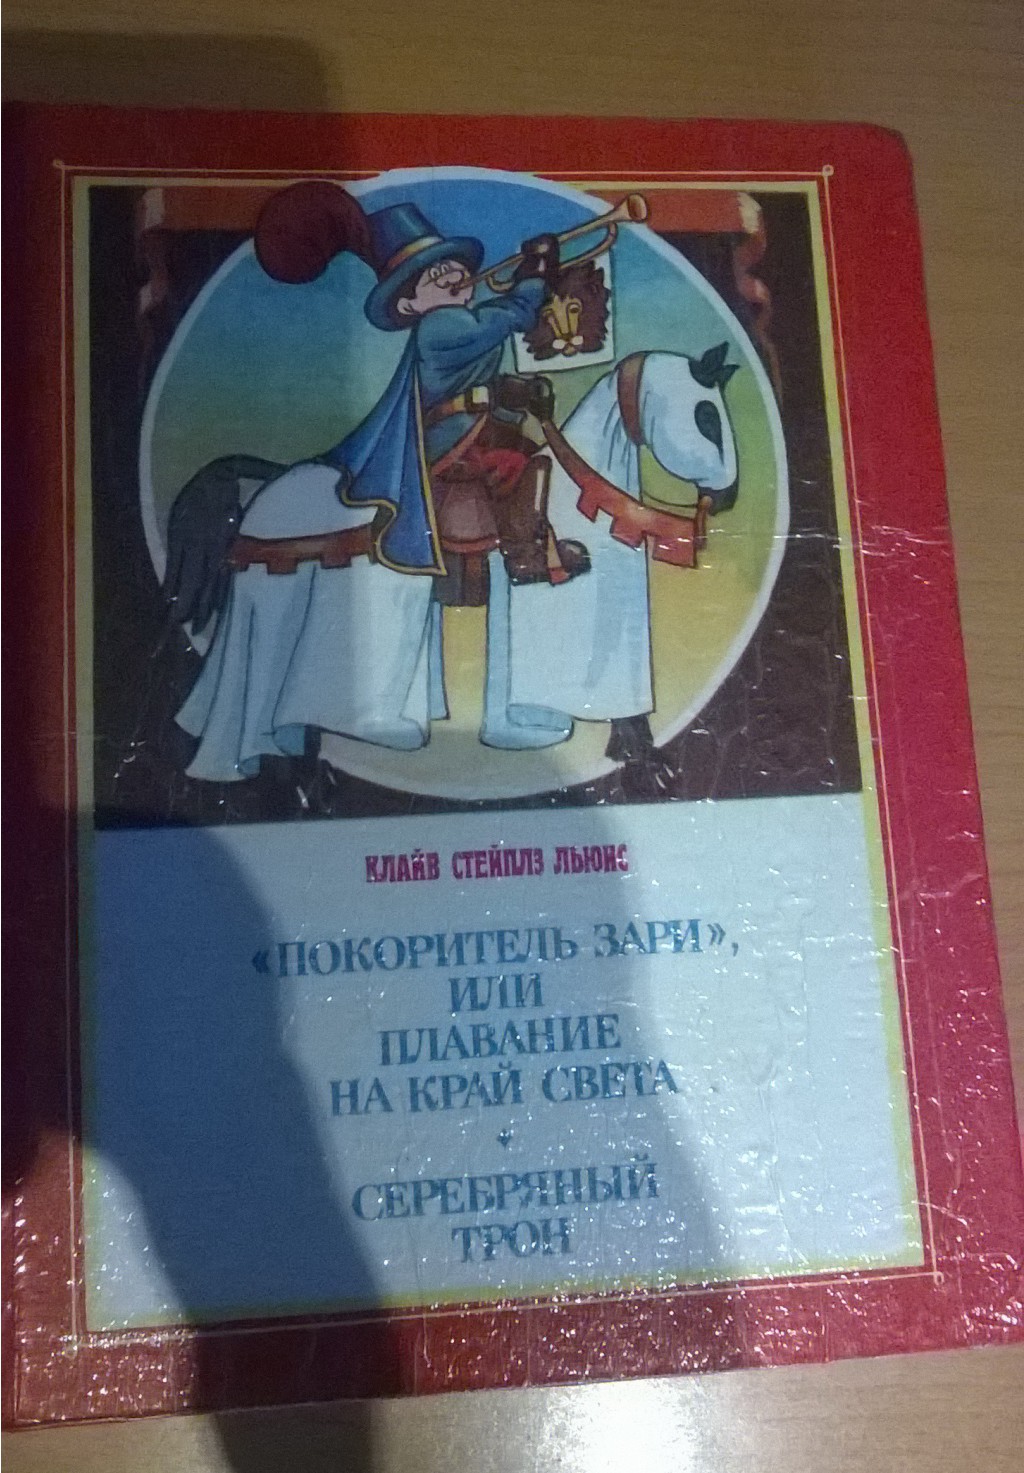 КЛАЙВ СТЕЙПЛЗ ЛЬЮИС
«ПОКОРИТЕЛЬ ЗАРИ»,
ИЛИ
ПЛАВАНИЕ
НА КРАЙ СВЕТА
СЕРЕБРЯНЫЙ
ТРОН